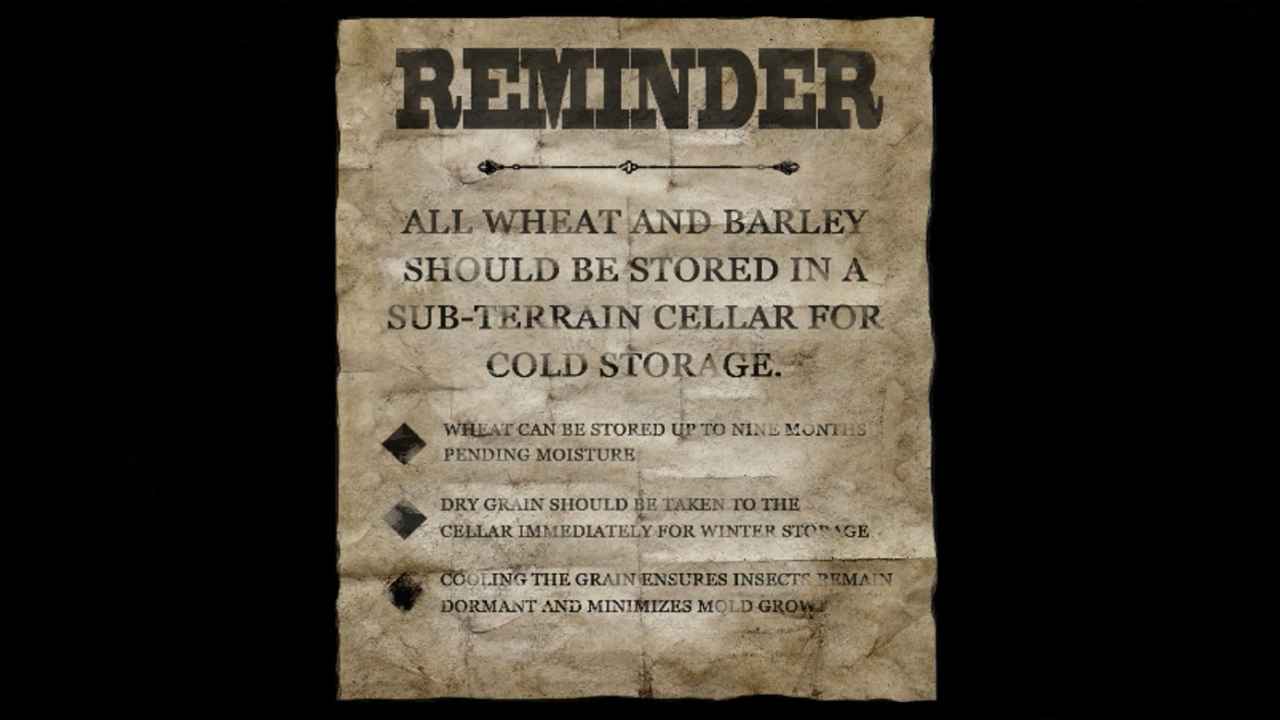 REMINDER
ALL WHEAT AND BARLEY
SHOULD BE STORED IN A
SUB-TERRAIN CELLAR FOR
COLD STORAGE.
WHEAT CAN BE STORED UP TO NINE MONTHS
PENDING MOISTURE
DRY GRAIN SHOULD BE TAKEN TO THE
CELLAR IMMEDIATELY FOR WINTER STORAGE
COOLING THE GRAIN ENSURES INSECTS REMAIN
DORMANT AND MINIMIZES MOLD